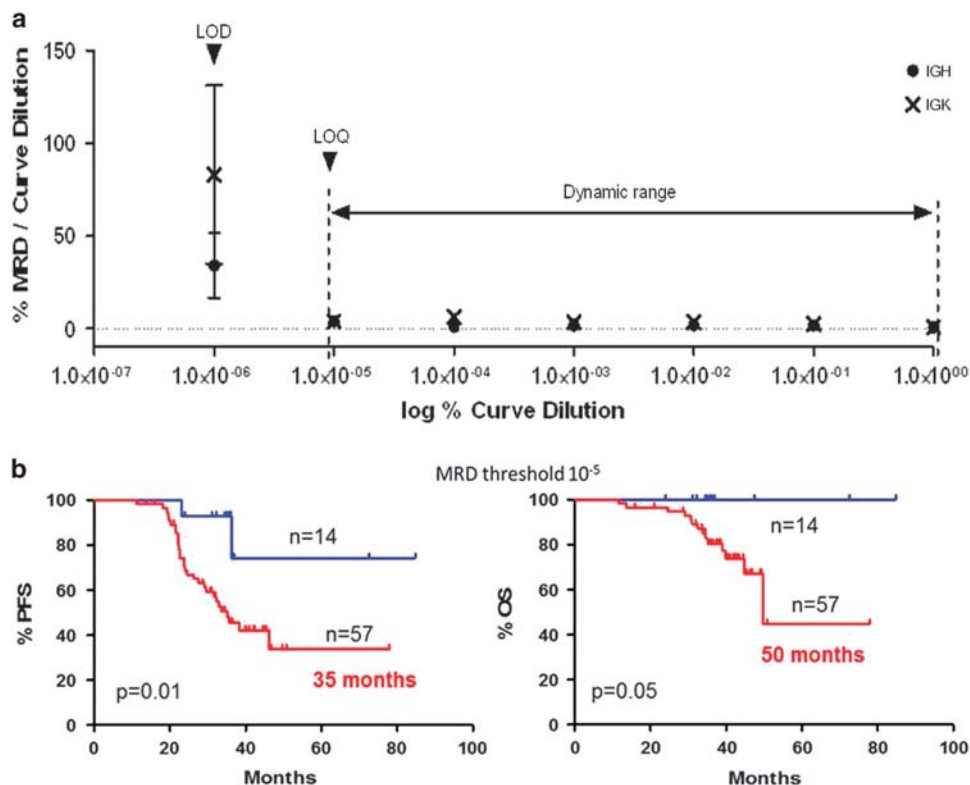 a
LOD
LOQ
Dynamic range
IGH
IGK
% MRD / Curve Dilution
150
100
50
0
1.0x10-07 1.0x10-06 1.0x10-05 1.0x10-04 1.0x10-03 1.0x10-02 1.0x10-01 1.0x1000
log % Curve Dilution
b
MRD threshold 10-5
% PFS
100
80
60
40
20
0
n=14
n=57
35 months
p=0.01
0 20 40 60 80 100
Months
% OS
100
80
60
40
20
0
n=14
n=57
50 months
p=0.05
0 20 40 60 80 100
Months